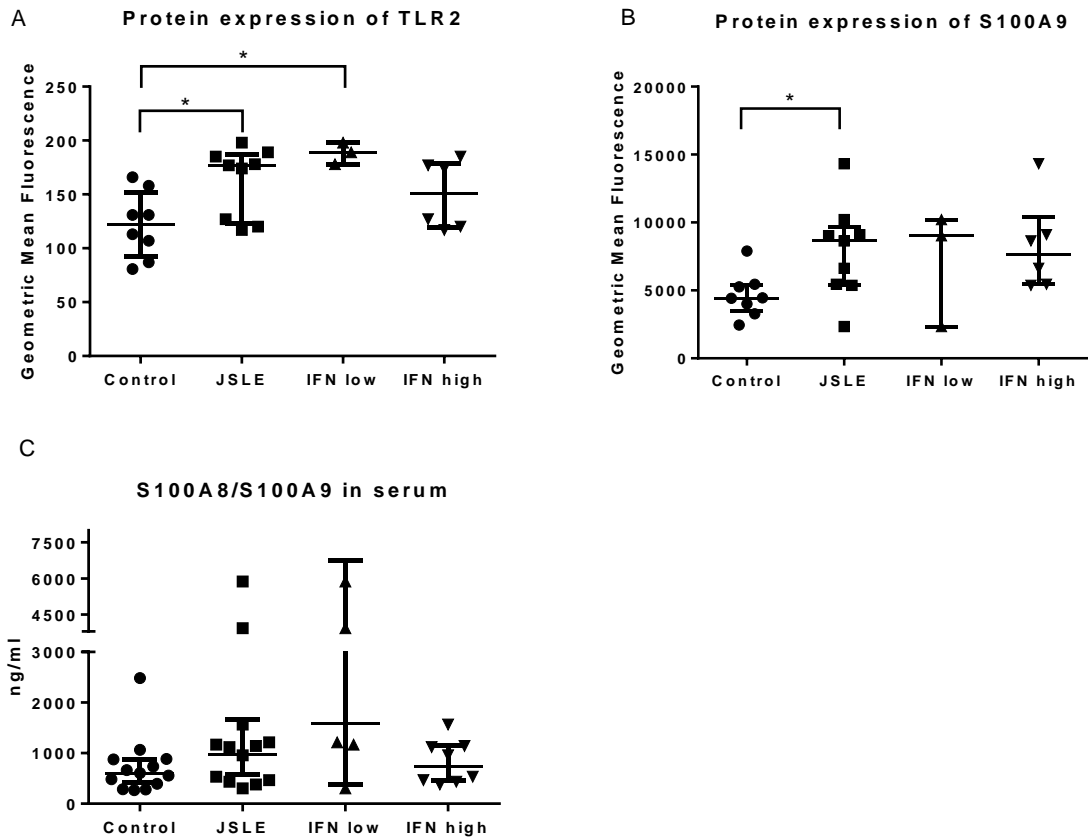 A
Protein expression of TLR2
Geometric Mean Fluorescence
250
200
150
100
50
0
*
*
Control JSLE IFN low IFN high
B
Protein expression of S100A9
Geometric Mean Fluorescence
20000
15000
10000
5000
0
*
Control JSLE IFN low IFN high
C
S100A8/S100A9 in serum
ng/ml
7500
6000
4500
3000
2000
1000
0
Control JSLE IFN low IFN high